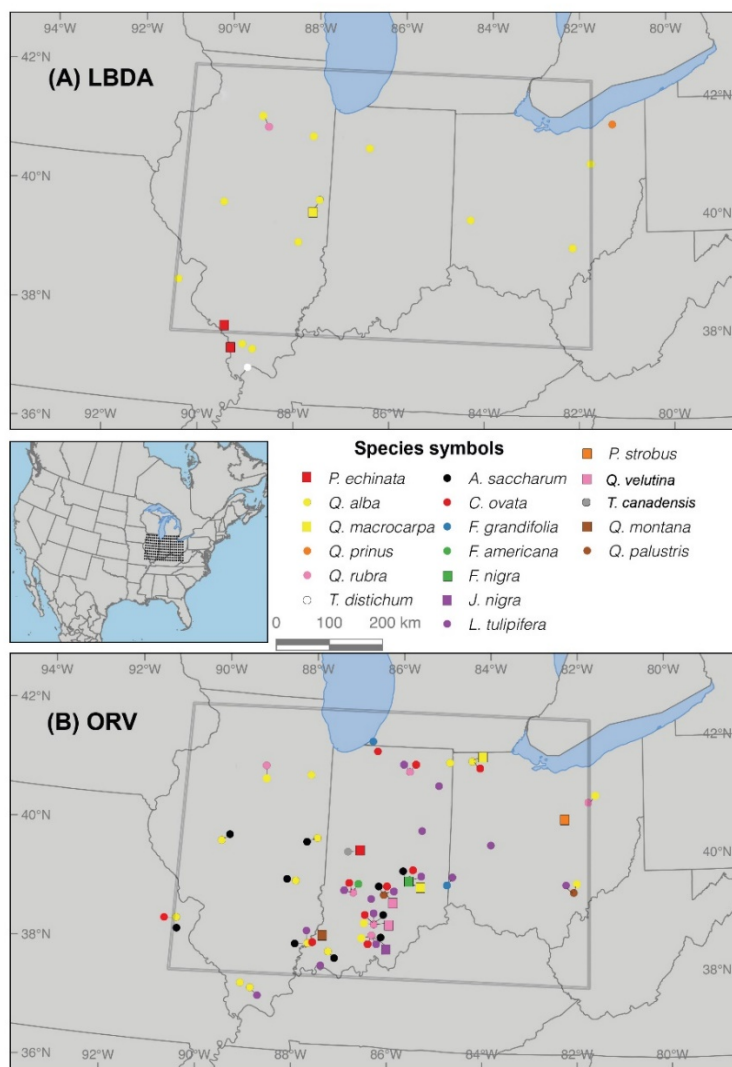 90°W 88°W 86°W 84°W 82°W 80°W
42°N
(A) LBDA
42°N
40°N
40°N
38°N
38°N
36°N
92°W 90°W 88°W 86°W 84°W 82°W 80°W
36°N
Species symbols
P. echinata
Q. alba
Q. macrocarpa
Q. prinus
Q. rubra
T. distichum
A. saccharum
C. ovata
F. grandifolia
F. americana
F. nigra
J. nigra
L. tulipifera
P. strobus
Q. velutina
T. canadensis
Q. montana
Q. palustris
0 100 200 km
94°W 92°W 90°W 88°W 86°W 84°W 82°W 80°W
42°N
(B) ORV
42°N
40°N
40°N
38°N
38°N
36°N
92°W 90°W 88°W 86°W 84°W 82°W 80°W
36°N